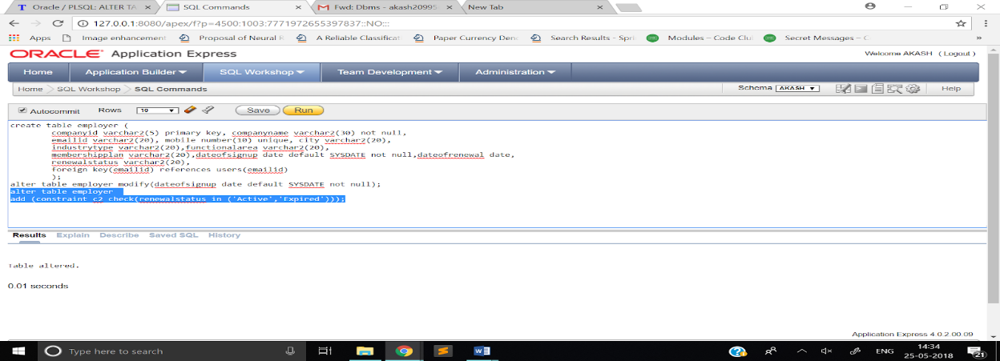 Oracle / PLSQL: ALTER TA
SQL Commands
Fwd: Dbms - akash20995
New Tab
127.0.0.1:8080/apex/f?p=4500:1003:7771972655397837::NO:::
Apps Image enhancement Proposal of Neural A Reliable Classificat Paper Currency Den Search Results - Spri Modules - Code Clu Secret Messages - C »
ORACLE Application Express
Welcome AKASH ( Logout )
Home Application Builder SQL Workshop Team Development Administration
Home SQL Workshop SQL Commands Schema AKASH Help
Autocommit Rows 10 Save Run
create table employer (
companyid varchar2(5) primary key, companyname varchar2(30) not null,
emailid varchar2(20), mobile number(10) unique, city varchar2(20),
industrytype varchar2(20),functionalarea varchar2(20),
membershipplan varchar2(20),dateofsignup date default SYSDATE not null,dateofrenewal date,
renewalstatus varchar2(20),
foreign key(emailid) references users(emailid)
);
alter table employer modify(dateofsignup date default SYSDATE not null);
alter table employer
add (constraint c2 check(renewalstatus in ('Active','Expired')));
Results Explain Describe Saved SQL History
Table altered.
0.01 seconds
Application Express 4.0.2.00.09
Type here to search
ENG
14:34
25-05-2018
21